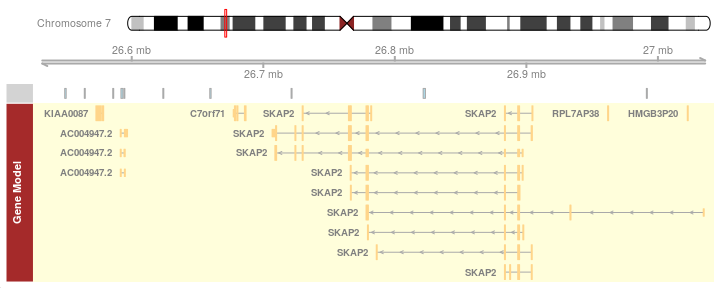 Chromosome 7
26.6 mb 26.8 mb 27 mb
26.7 mb 26.9 mb
KIAA0087 C7orf71 SKAP2 SKAP2 RPL7AP38 HMGB3P20
AC004947.2 SKAP2
AC004947.2 SKAP2
AC004947.2 SKAP2
SKAP2
SKAP2
SKAP2
SKAP2
SKAP2
Gene Model